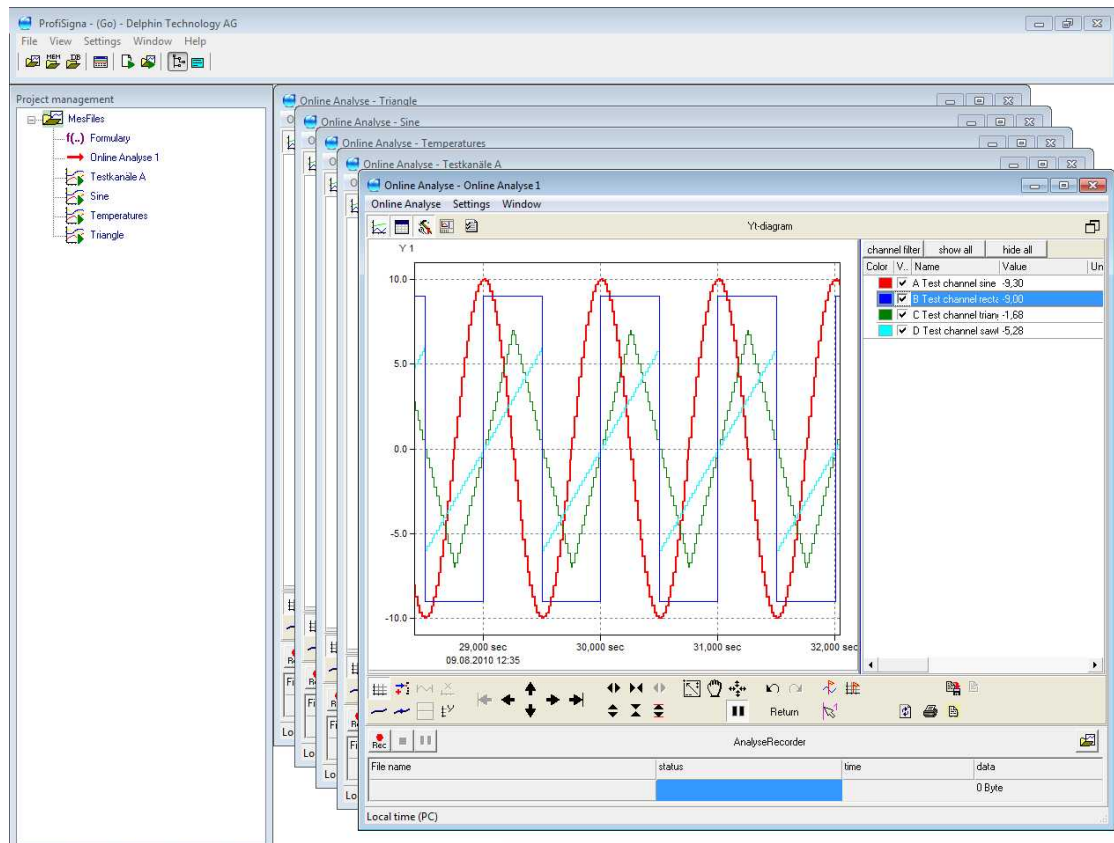 ProfiSigna - (Go) - Delphin Technology AG
File View Settings Window Help
MEM DB
Project management
MesFiles
f(..) Formulary
Online Analyse 1
Testkanäle A
Sine
Temperatures
Triangle
Online Analyse - Triangle
Online Analyse - Sine
Online Analyse - Temperatures
Online Analyse - Testkanäle A
Online Analyse - Online Analyse 1
Online Analyse Settings Window
Yt-diagram
Y 1
10.0
5.0
0.0
-5.0
-10.0
29,000 sec 30,000 sec 31,000 sec 32,000 sec
09.08.2010 12:35
channel filter show all hide all
Color V.. Name Value Un
A Test channel sine -9,30
B Test channel recta -9,00
C Test channel trian -1,68
D Test channel saw -5,28
Return
Rec
AnalyseRecorder
File name status time data
0 Byte
Local time (PC)